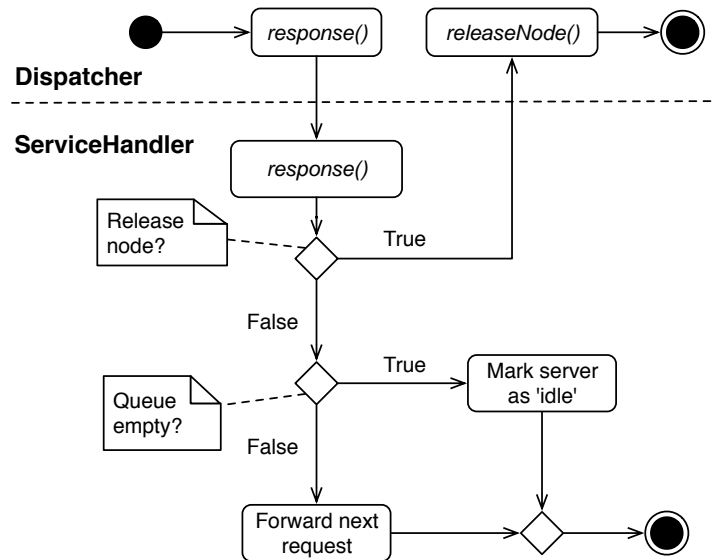 response()
releaseNode()
Dispatcher
ServiceHandler
response()
Release
node?
True
False
True
Mark server
as 'idle'
Queue
empty?
False
Forward next
request